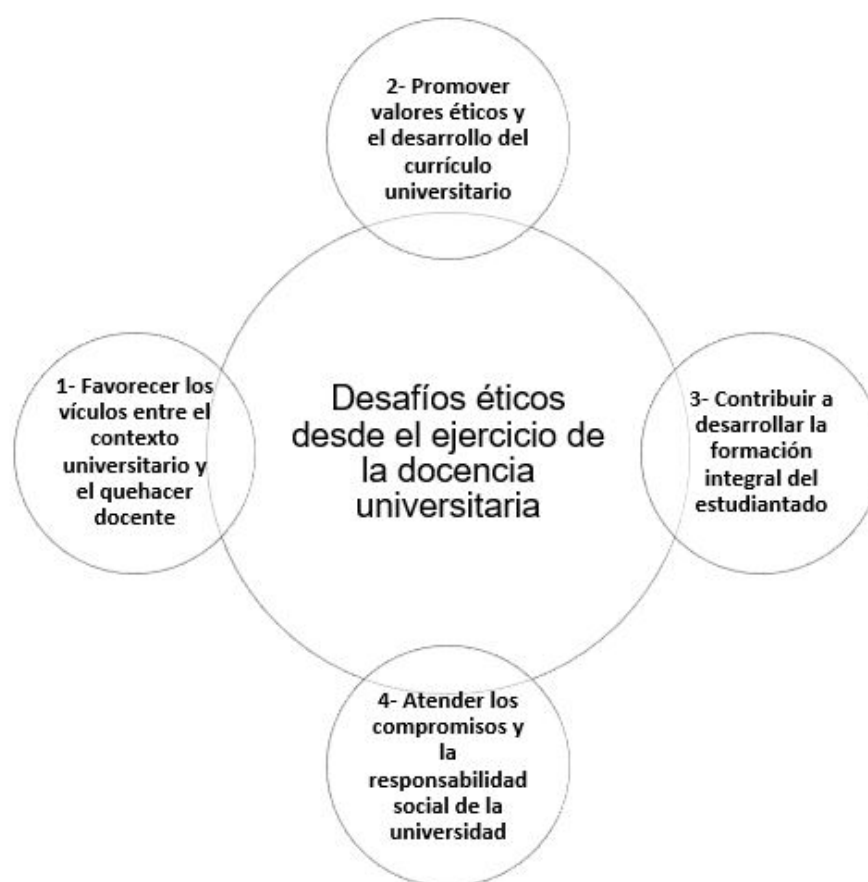 2- Promover
valores éticos y
el desarrollo del
currículo
universitario
1- Favorecer los
vículos entre el
contexto
universitario y
el quehacer
docente
Desafíos éticos
desde el ejercicio de
la docencia
universitaria
3- Contribuir a
desarrollar la
formación
integral del
estudiantado
4- Atender los
compromisos y
la
responsabilidad
social de la
universidad